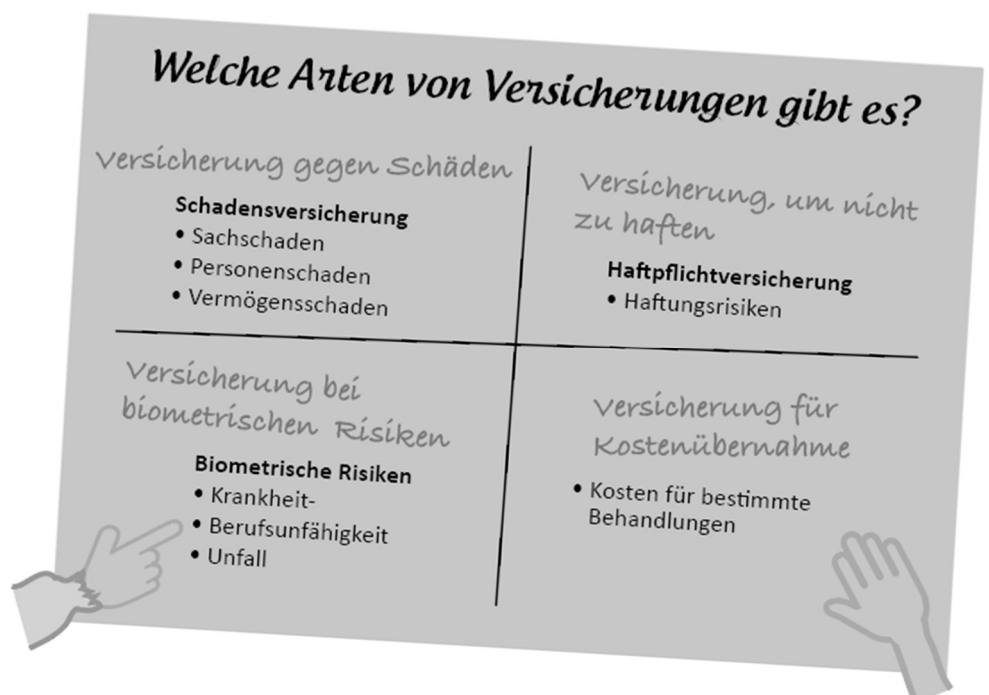 Welche Arten von Versicherungen gibt es?
Versicherung gegen Schäden
Schadensversicherung
• Sachschaden
• Personenschaden
• Vermögensschaden
Versicherung, um nicht
zu haften
Haftpflichtversicherung
• Haftungsrisiken
Versicherung bei
biometrischen Risiken
Biometrische Risiken
• Krankheit-
• Berufsunfähigkeit
• Unfall
Versicherung für
Kostenübernahme
• Kosten für bestimmte
Behandlungen